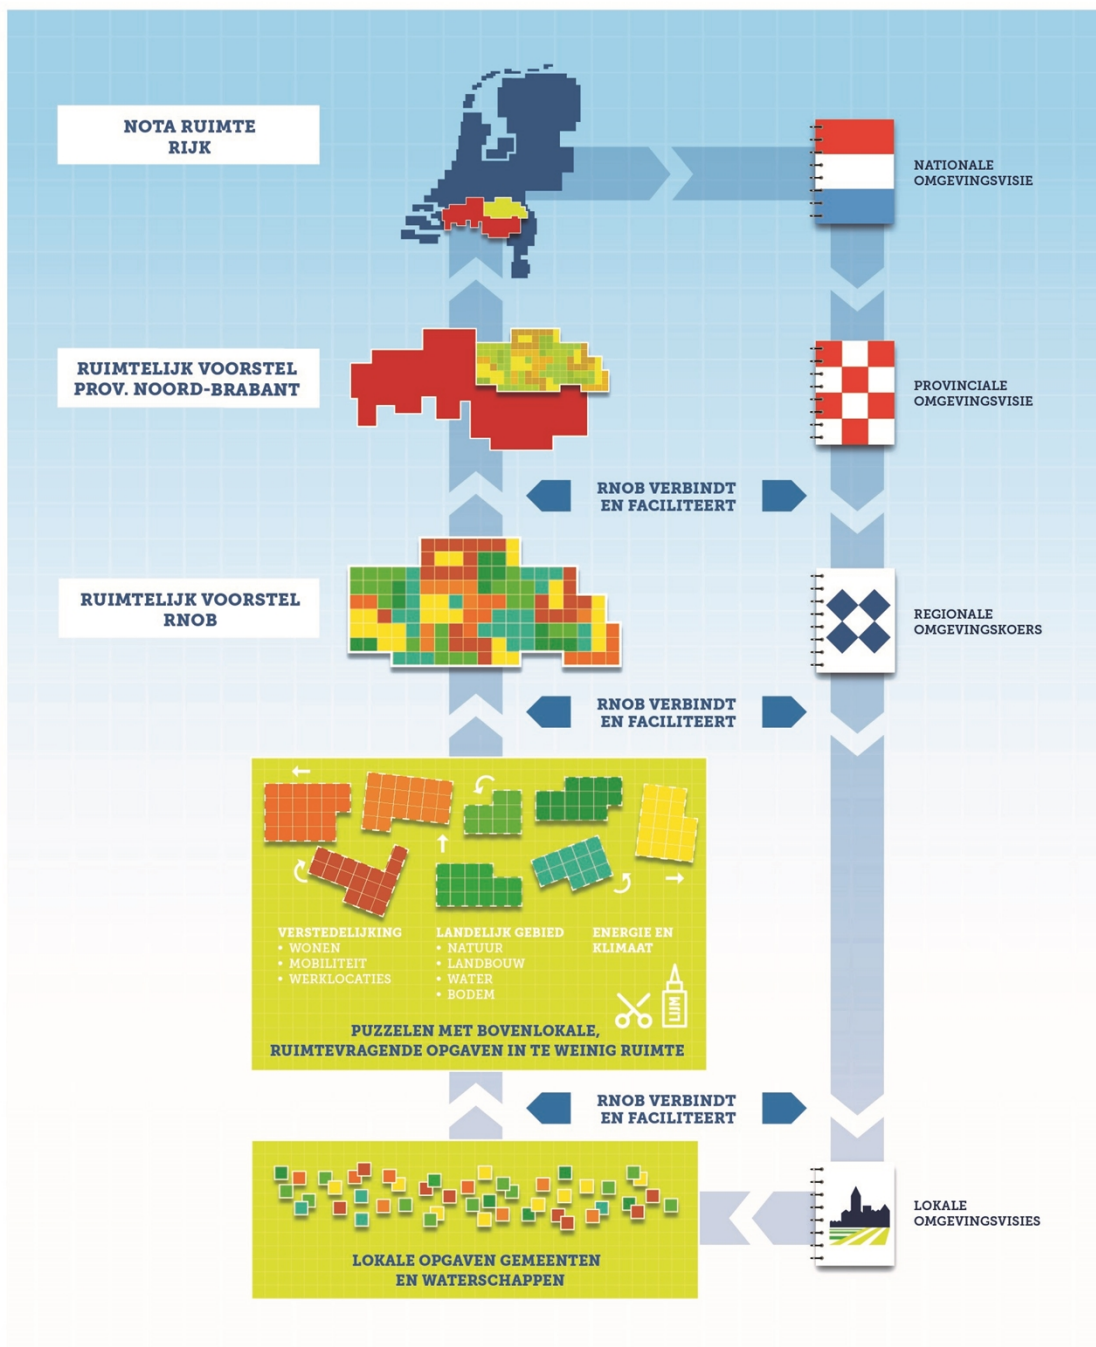 NOTA RUIMTE
RIJK
NATIONALE
OMGEVINGSVISIE
RUIMTELIJK VOORSTEL
PROV. NOORD-BRABANT
PROVINCIALE
OMGEVINGSVISIE
RNOB VERBINDT
EN FACILITEERT
RUIMTELIJK VOORSTEL
RNOB
REGIONALE
OMGEVINGSKOERS
RNOB VERBINDT
EN FACILITEERT
VERSTEDELIJKING
• WONEN
• MOBILITEIT
• WERKLOCATIES
LANDELIJK GEBIED
• NATUUR
• LANDBOUW
• WATER
• BODEM
ENERGIE EN
KLIMAAT
LIJM
PUZZELEN MET BOVENLOKALE,
RUIMTEVRAGENDE OPGAVEN IN TE WEINIG RUIMTE
RNOB VERBINDT
EN FACILITEERT
LOKALE
OMGEVINGSVISIES
LOKALE OPGAVEN GEMEENTEN
EN WATERSCHAPPEN